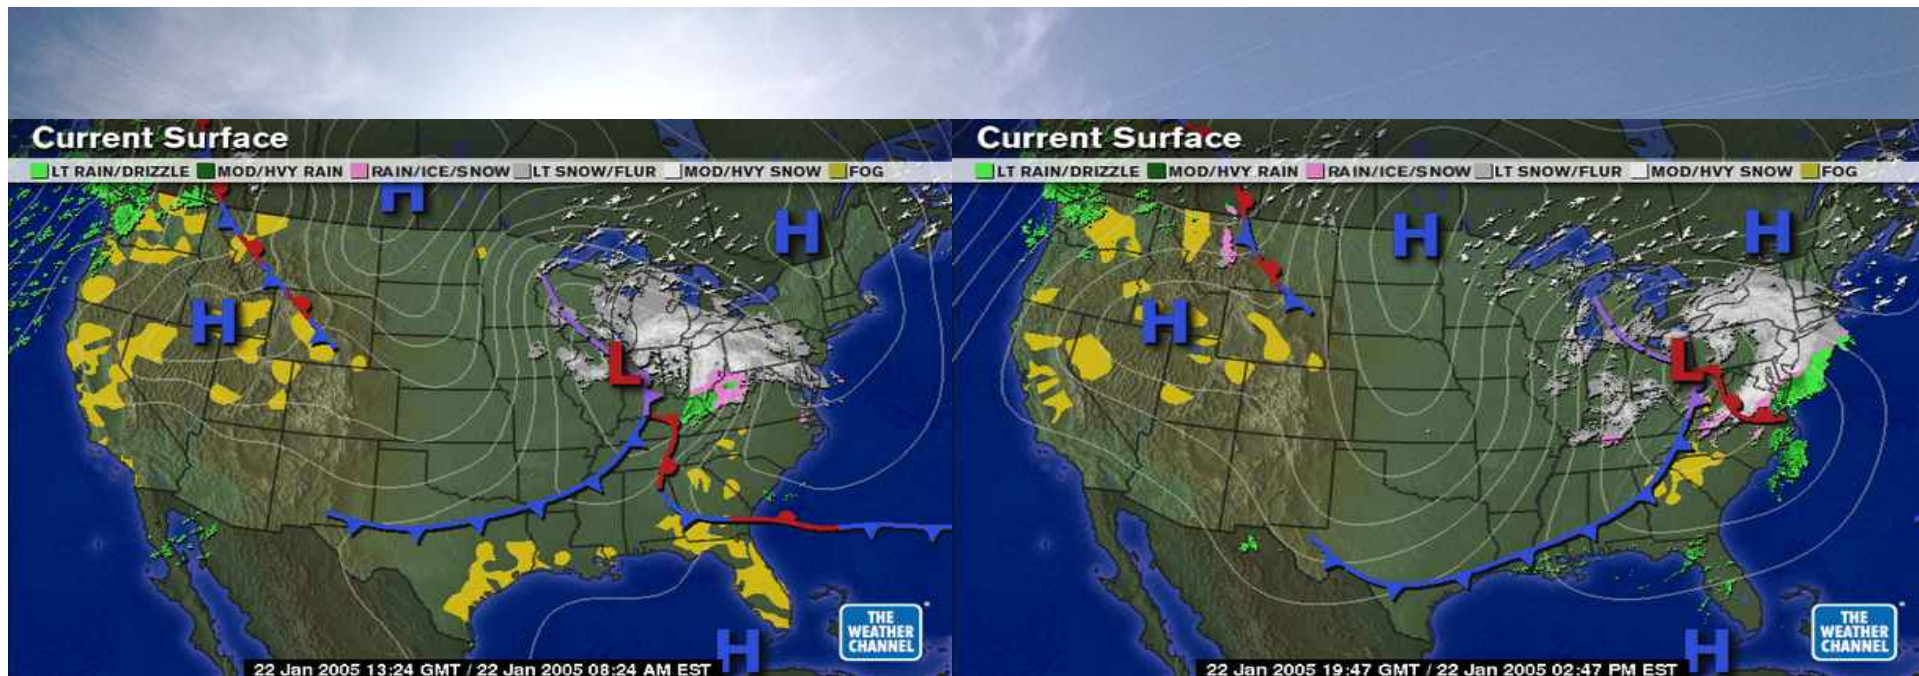 Current Surface
LT RAIN/DRIZZLE MOD/HVY RAIN RAIN/ICE/SNOW LT SNOW/FLUR MOD/HVY SNOW FOG
H
H
H
L
THE
WEATHER
CHANNEL
H
22 Jan 2005 13:24 GMT / 22 Jan 2005 08:24 AM EST
Current Surface
LT RAIN/DRIZZLE MOD/HVY RAIN RAIN/ICE/SNOW LT SNOW/FLUR MOD/HVY SNOW FOG
H
H
H
L
THE
WEATHER
CHANNEL
H
22 Jan 2005 19:47 GMT / 22 Jan 2005 02:47 PM EST